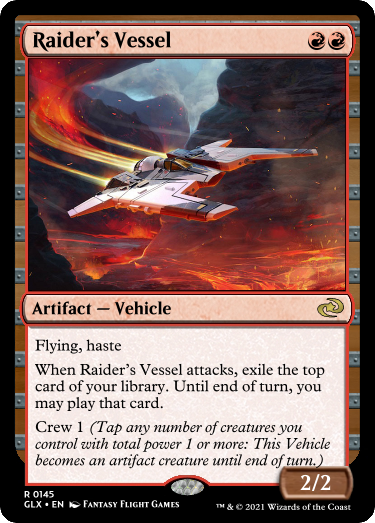 Raider's Vessel
Artifact — Vehicle
Flying, haste
When Raider's Vessel attacks, exile the top
card of your library. Until end of turn, you
may play that card.
Crew 1 (Tap any number of creatures you
control with total power 1 or more: This Vehicle
becomes an artifact creature until end of turn.)
2/2
R 0145
GLX • EN Fantasy Flight Games
™ & © 2021 Wizards of the Coast